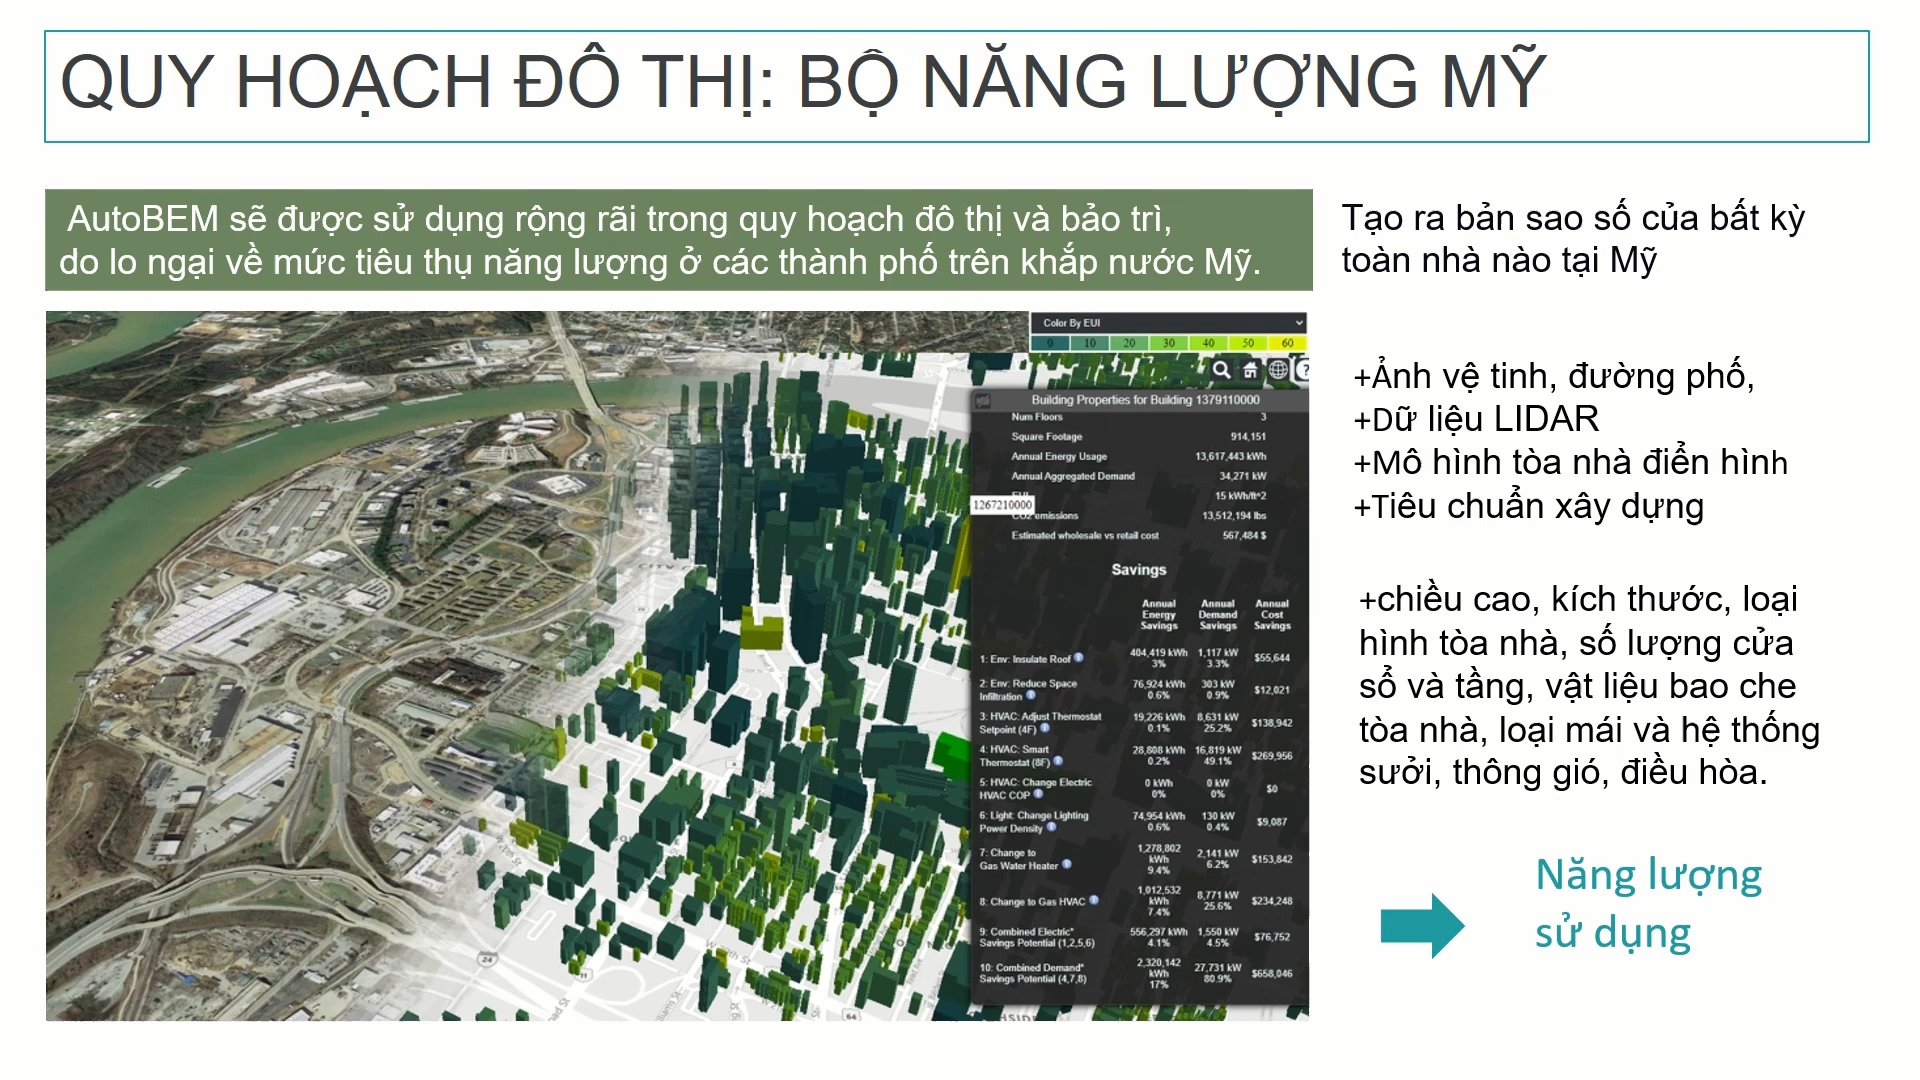 QUY HOẠCH ĐÔ THỊ: BỘ NĂNG LƯỢNG MỸ
AutoBEM sẽ được sử dụng rộng rãi trong quy hoạch đô thị và bảo trì,
do lo ngại về mức tiêu thụ năng lượng ở các thành phố trên khắp nước Mỹ.
Tạo ra bản sao số của bất kỳ
toàn nhà nào tại Mỹ
+Ảnh vệ tinh, đường phố,
+Dữ liệu LIDAR
+Mô hình tòa nhà điển hình
+Tiêu chuẩn xây dựng
+chiều cao, kích thước, loại
hình tòa nhà, số lượng cửa
sổ và tầng, vật liệu bao che
tòa nhà, loại mái và hệ thống
sưởi, thông gió, điều hòa.
Năng lượng
sử dụng
Color By EUI
0 10 20 30 40 50 60
Building Properties for Building 1379110000
Num Floors 3
Square Footage 914,151
Annual Energy Usage 13,617,443 kWh
Annual Aggregated Demand 34,271 kW
EUI 15 kWh/ft^2
1267210000
CO2 emissions 13,512,194 lbs
Estimated wholesale vs retail cost 567,484 $
Savings
Annual Energy Savings
Annual Demand Savings
Annual Cost Savings
1: Env: Insulate Roof 404,419 kWh 3% 1,117 kW 3.3% $55,644
2: Env: Reduce Space Infiltration 76,924 kWh 0.6% 303 kW 0.9% $12,021
3: HVAC: Adjust Thermostat Setpoint (4F) 19,226 kWh 0.1% 8,631 kW 25.2% $138,942
4: HVAC: Smart Thermostat (8F) 28,808 kWh 0.2% 16,819 kW 49.1% $269,956
5: HVAC: Change Electric HVAC COP 0 kWh 0% 0 kW 0% $0
6: Light: Change Lighting Power Density 74,954 kWh 0.6% 130 kW 0.4% $9,087
7: Change to Gas Water Heater 1,278,802 kWh 9.4% 2,141 kW 6.2% $153,842
8: Change to Gas HVAC 1,012,532 kWh 7.4% 8,771 kW 25.6% $234,248
9: Combined Electric* Savings Potential (1,2,5,6) 556,297 kWh 4.1% 1,550 kW 4.5% $76,752
10: Combined Demand* Savings Potential (4,7,8) 2,320,142 kWh 17% 27,731 kW 80.9% $658,046
24
11
64